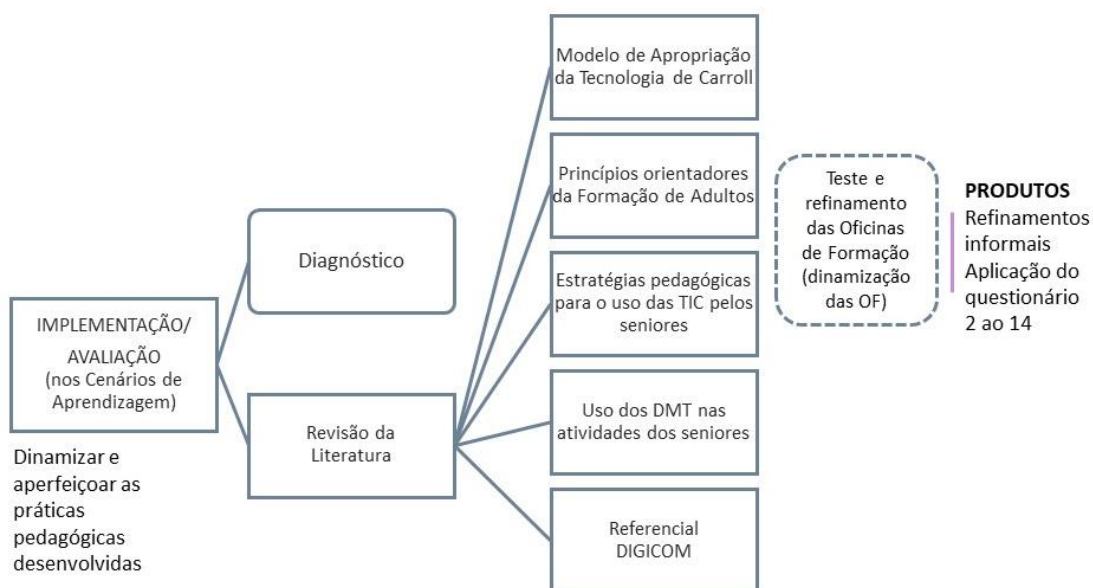 IMPLEMENTAÇÃO/
AVALIAÇÃO
(nos Cenários de
Aprendizagem)
Dinamizar e
aperfeiçoar as
práticas
pedagógicas
desenvolvidas
Diagnóstico
Revisão da
Literatura
Modelo de Apropriação
da Tecnologia de Carroll
Princípios orientadores
da Formação de Adultos
Estratégias pedagógicas
para o uso das TIC pelos
seniores
Uso dos DMT nas
atividades dos seniores
Referencial
DIGICOM
Teste e
refinamento
das Oficinas
de Formação
(dinamização
das OF)
PRODUTOS
Refinamentos
informais
Aplicação do
questionário
2 ao 14